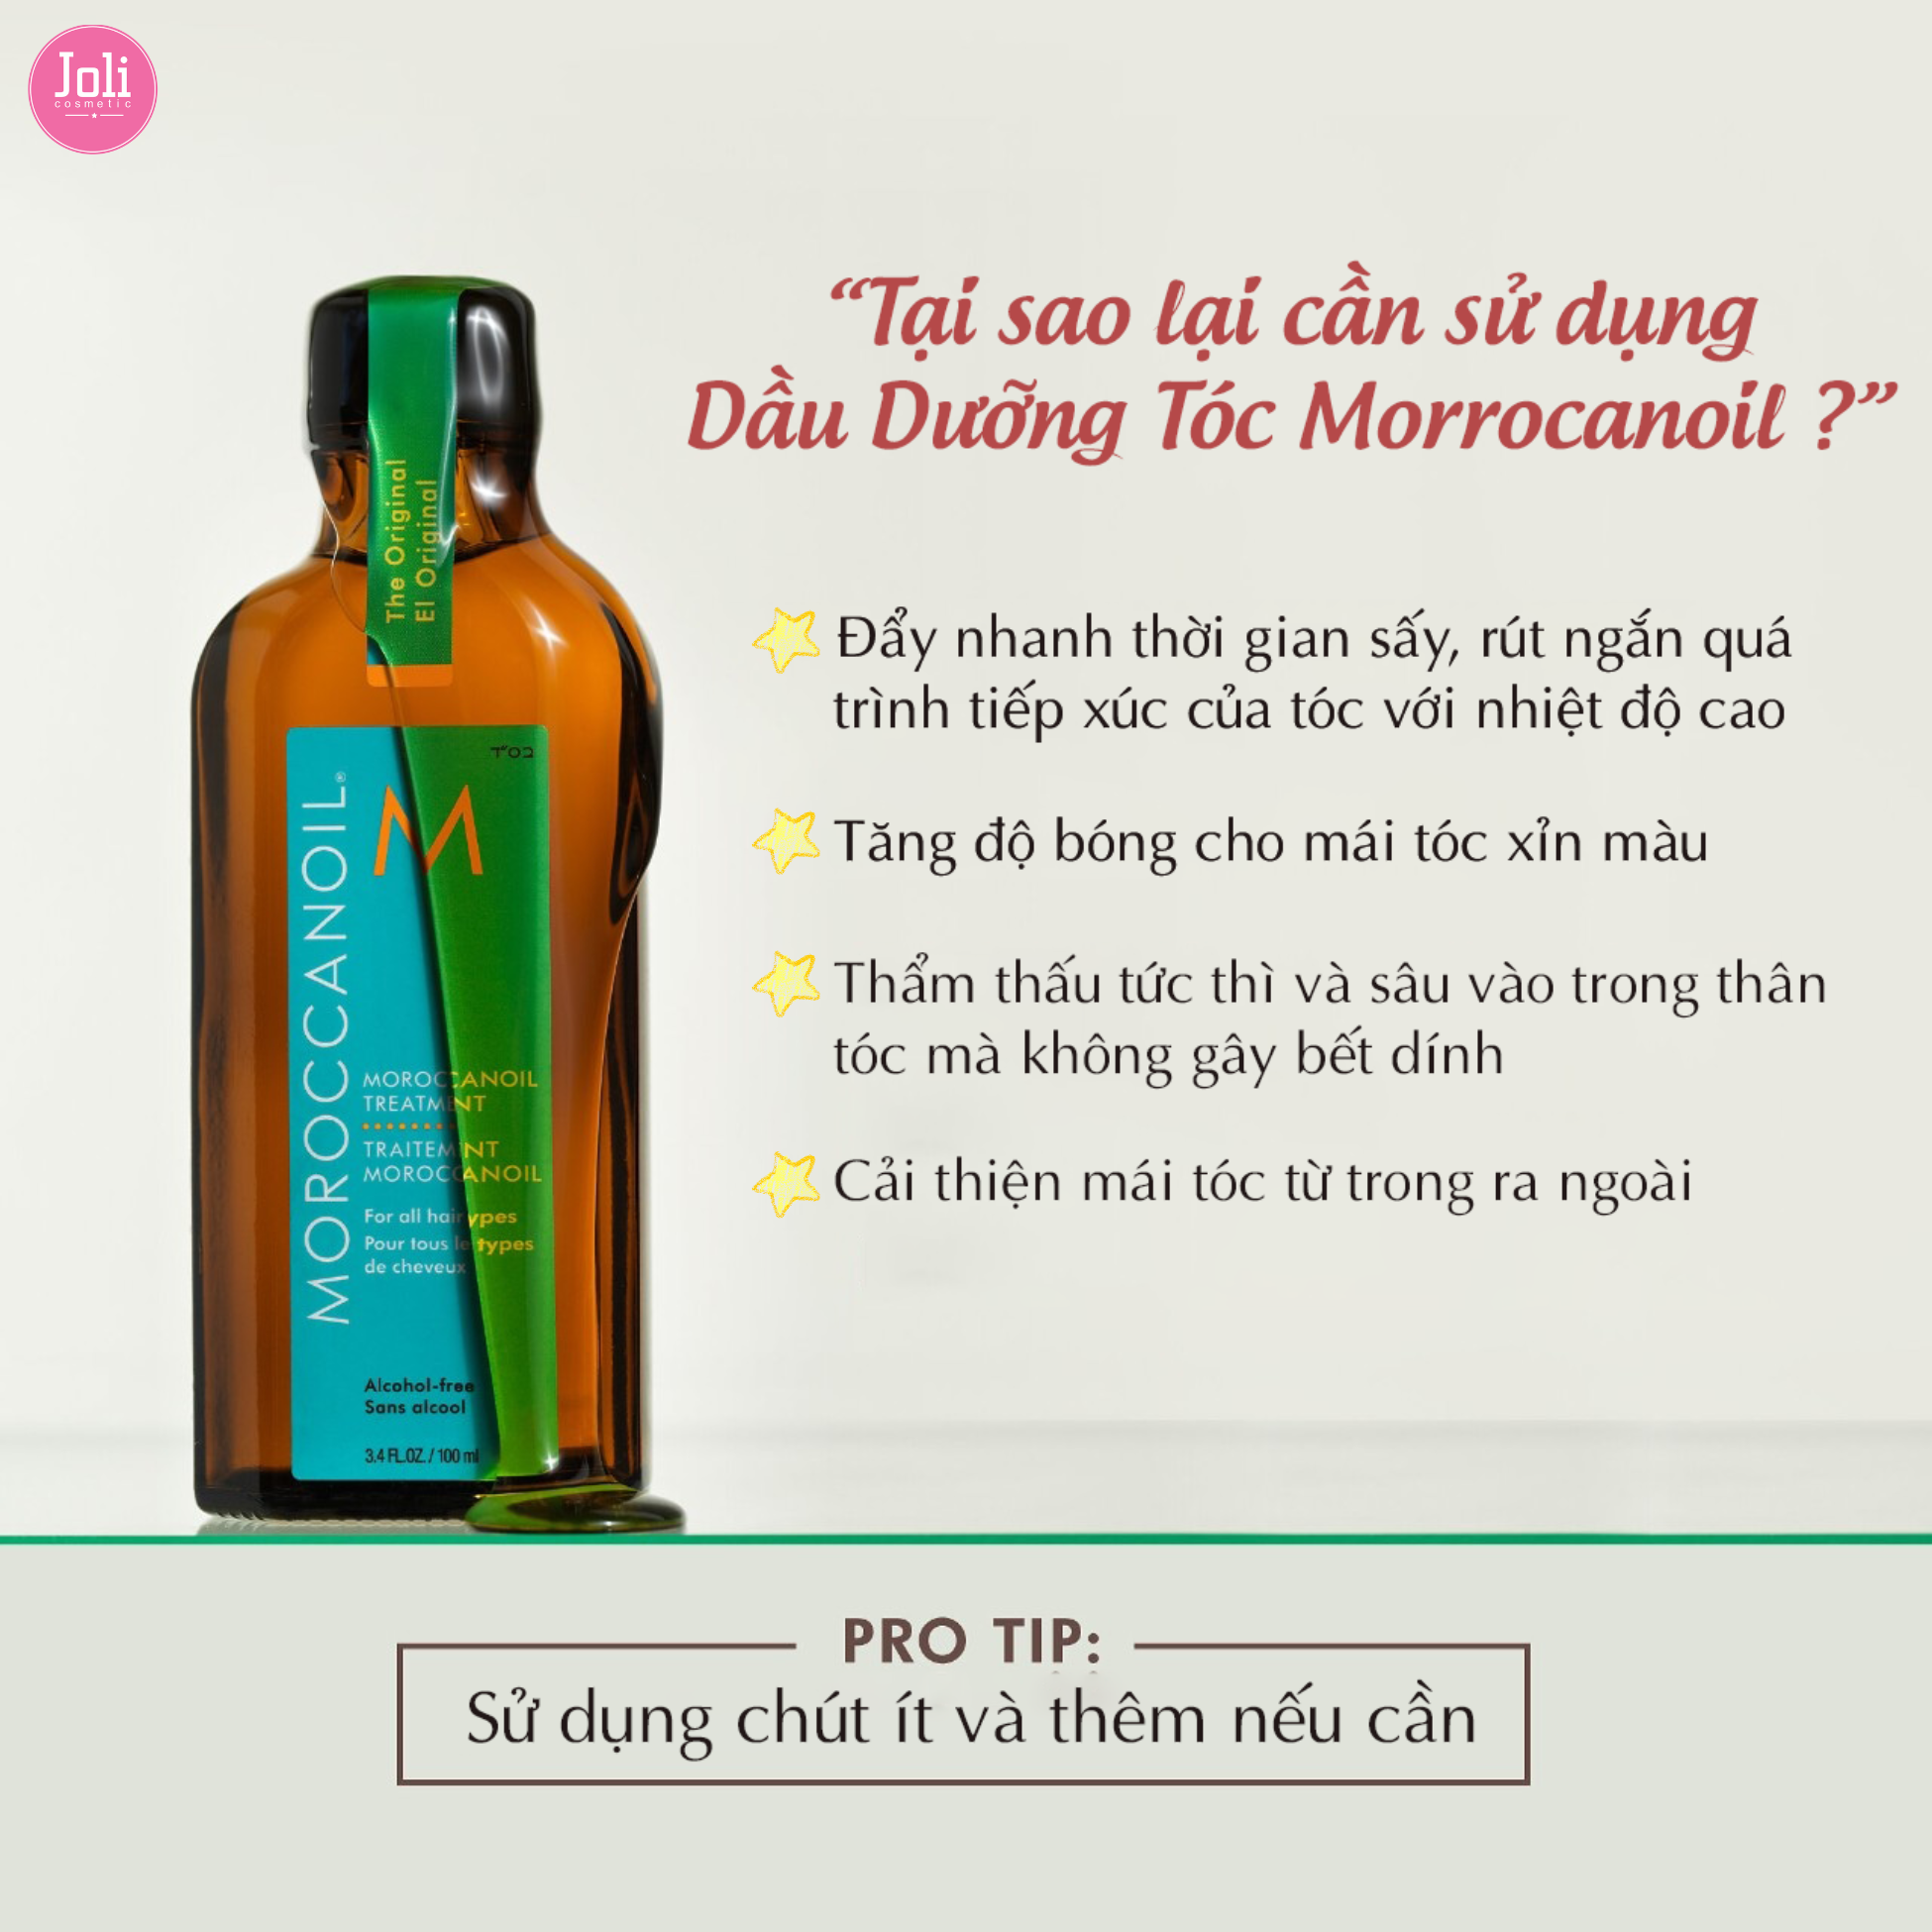 Joli
cosmetic
“Tại sao lại cần sử dụng
Dầu Dưỡng Tóc Morrocanoil ?”
The Original
El Original
Đẩy nhanh thời gian sấy, rút ngắn quá
trình tiếp xúc của tóc với nhiệt độ cao
Tăng độ bóng cho mái tóc xỉn màu
Thẩm thấu tức thì và sâu vào trong thân
tóc mà không gây bết dính
Cải thiện mái tóc từ trong ra ngoài
בס״ד
M
MOROCCANOIL®
MOROCCANOIL
TREATMENT
TRAITEMENT
MOROCCANOIL
For all hair types
Pour tous les types
de cheveux
Alcohol-free
Sans alcool
3.4 FL.OZ. / 100 ml
PRO TIP:
Sử dụng chút ít và thêm nếu cần